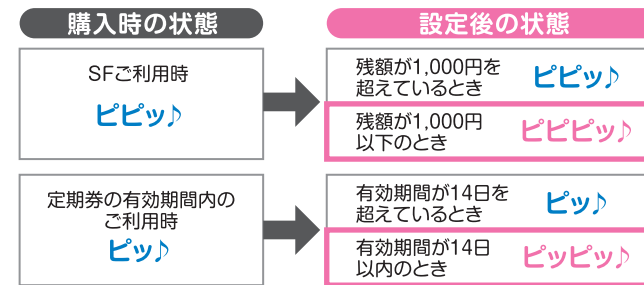 購入時の状態
設定後の状態
SFご利用時
ピピッ♪
残額が1,000円を
超えているとき
ピピッ♪
残額が1,000円
以下のとき
ピピピッ♪
定期券の有効期間内の
ご利用時
ピッ♪
有効期間が14日を
超えているとき
ピッ♪
有効期間が14日
以内のとき
ピッピッ♪